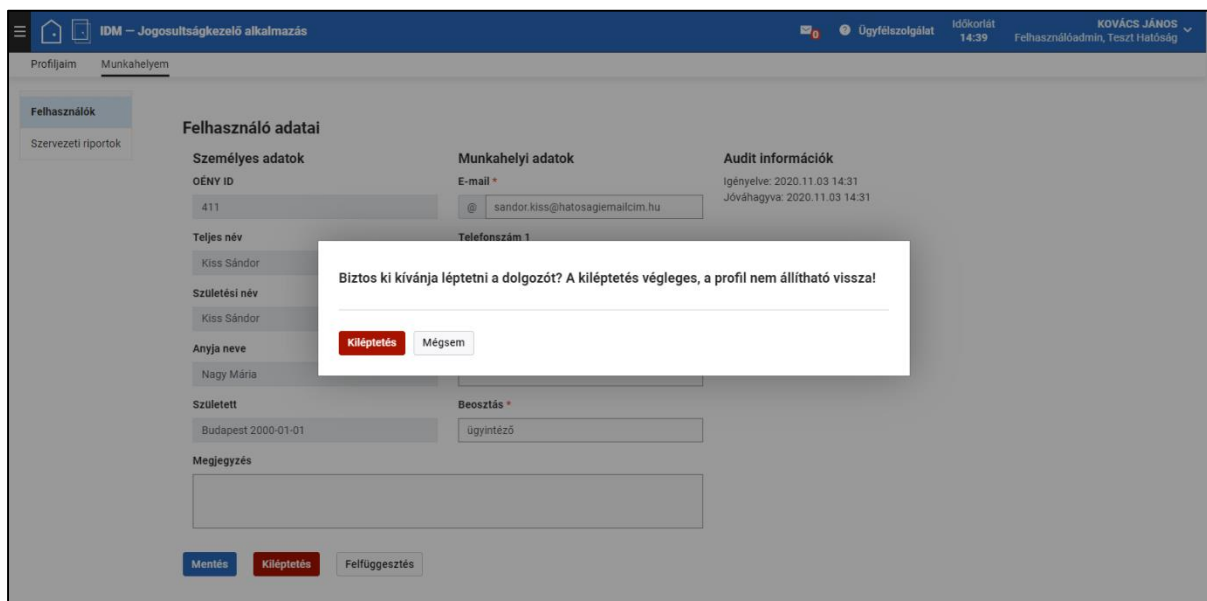 IDM — Jogosultságkezelő alkalmazás
0
Ügyfélszolgálat
Időkorlát
14:39
KOVÁCS JÁNOS
Felhasználóadmin, Teszt Hatóság
Profiljaim
Munkahelyem
Felhasználók
Szervezeti riportok
Felhasználó adatai
Személyes adatok
Munkahelyi adatok
Audit információk
OÉNY ID
E-mail *
Igényelve: 2020.11.03 14:31
Jóváhagyva: 2020.11.03 14:31
411
@ sandor.kiss@hatosagiemailcim.hu
Teljes név
Telefonszám 1
Kiss Sándor
Biztos ki kívánja léptetni a dolgozót? A kiléptetés végleges, a profil nem állítható vissza!
Születési név
Kiss Sándor
Kiléptetés
Mégsem
Anyja neve
Nagy Mária
Született
Beosztás *
Budapest 2000-01-01
ügyintéző
Megjegyzés
Mentés
Kiléptetés
Felfüggesztés